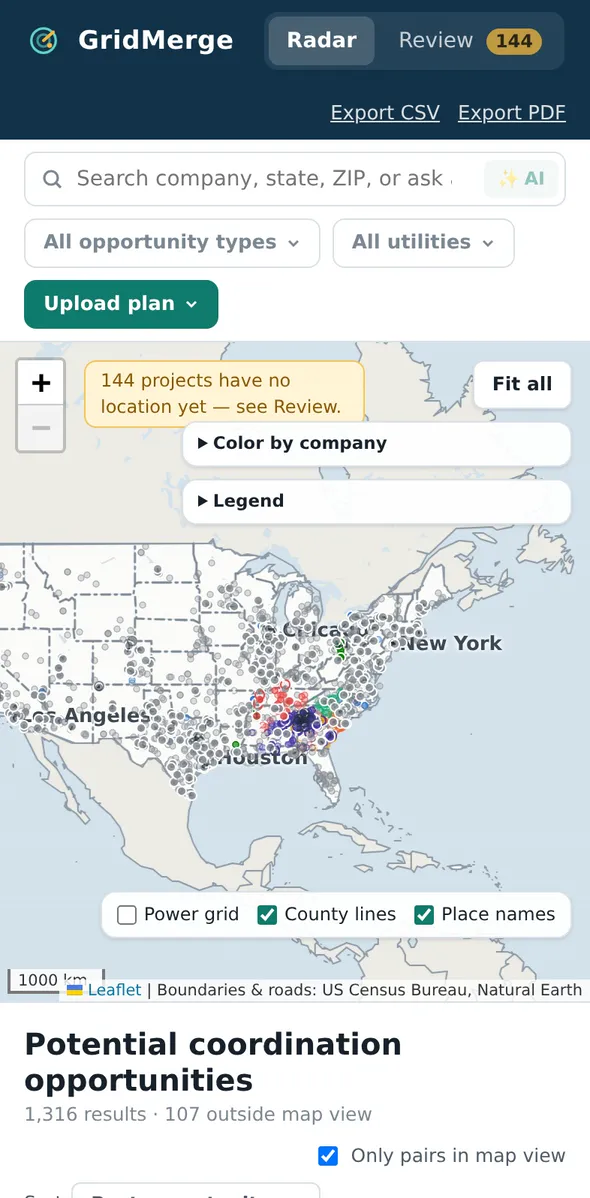 GridMerge
Radar
Review 144
Export CSV Export PDF
Search company, state, ZIP, or ask
✨ AI
All opportunity types
All utilities
Upload plan
+
−
144 projects have no
location yet — see Review.
Fit all
Color by company
Legend
Chicago
New York
Los Angeles
Houston
Power grid
County lines
Place names
1000 km
Leaflet | Boundaries & roads: US Census Bureau, Natural Earth
Potential coordination
opportunities
1,316 results · 107 outside map view
Only pairs in map view